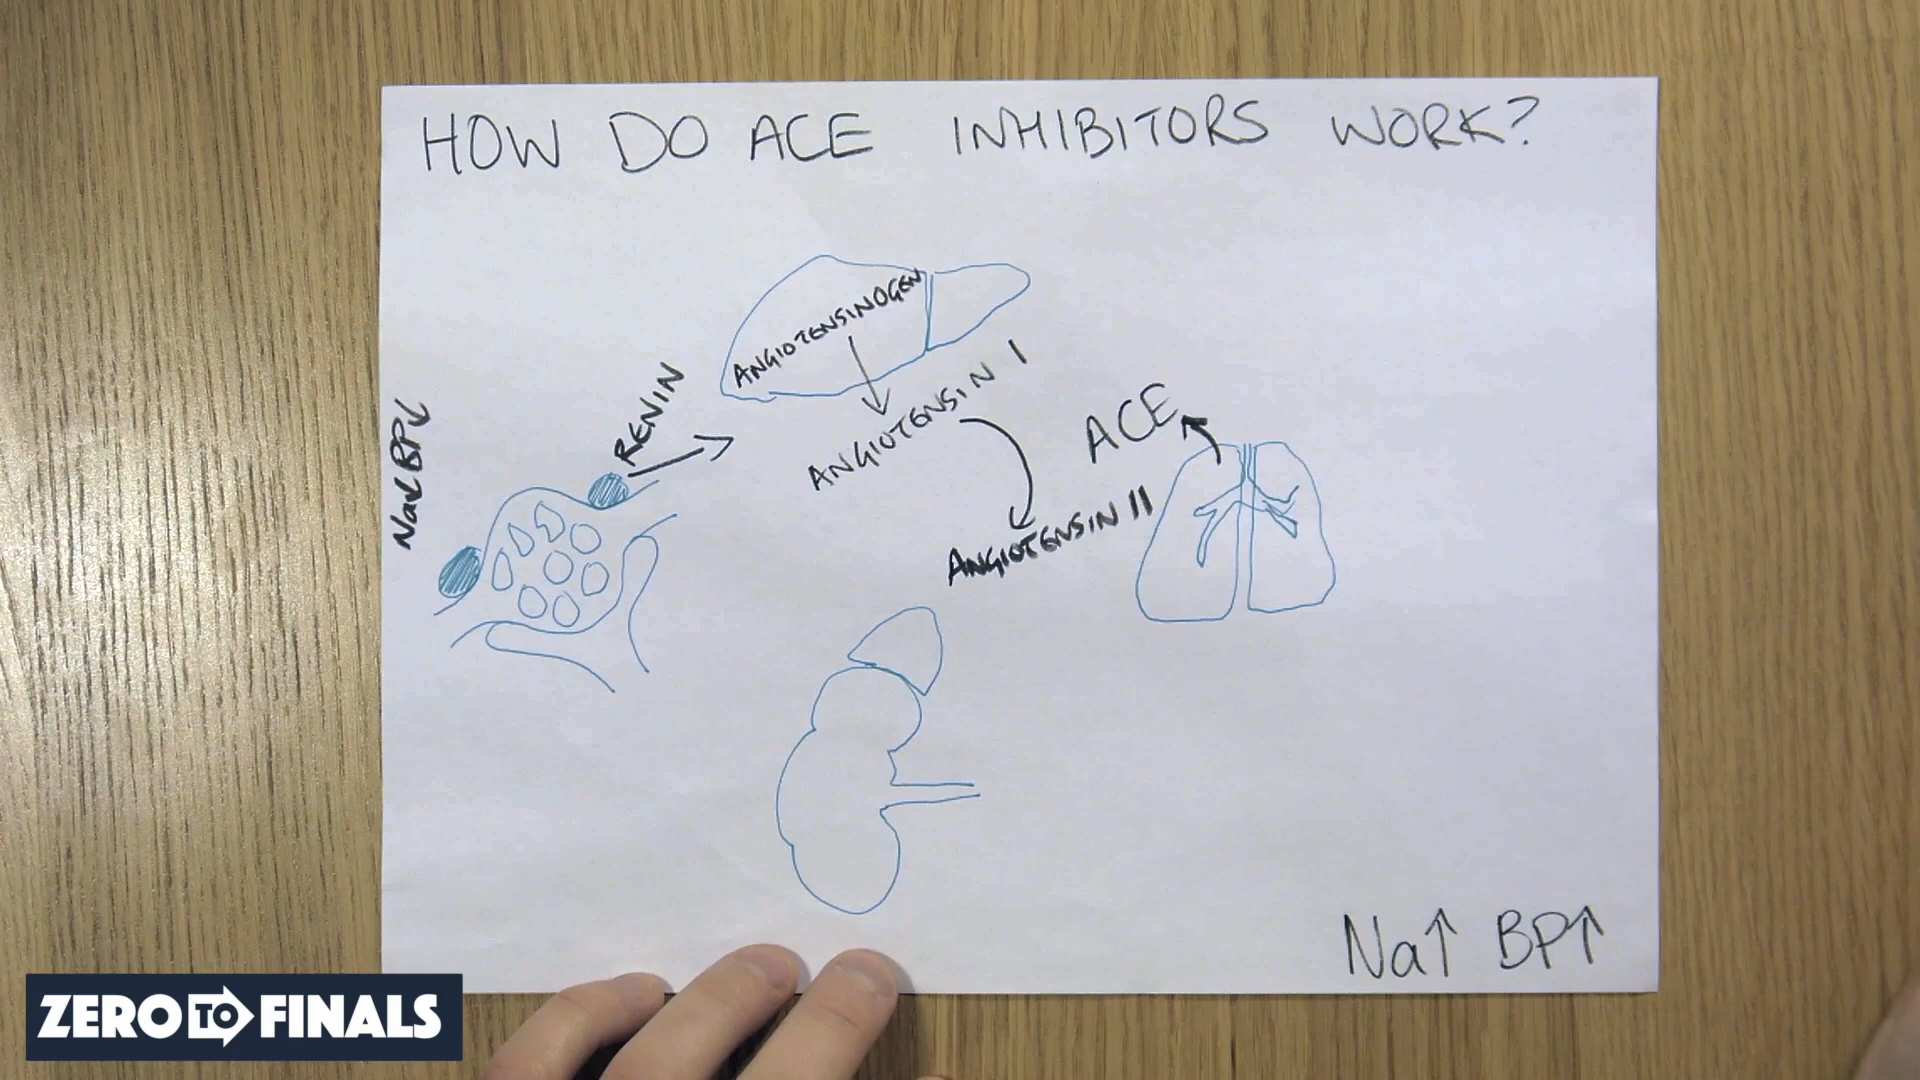 HOW DO ACE INHIBITORS WORK?
ANGIOTENSINOGEN
ANGIOTENSIN I
RENIN
Na↓ BP↓
ACE
ANGIOTENSIN II
Na↑ BP↑
ZERO TO FINALS